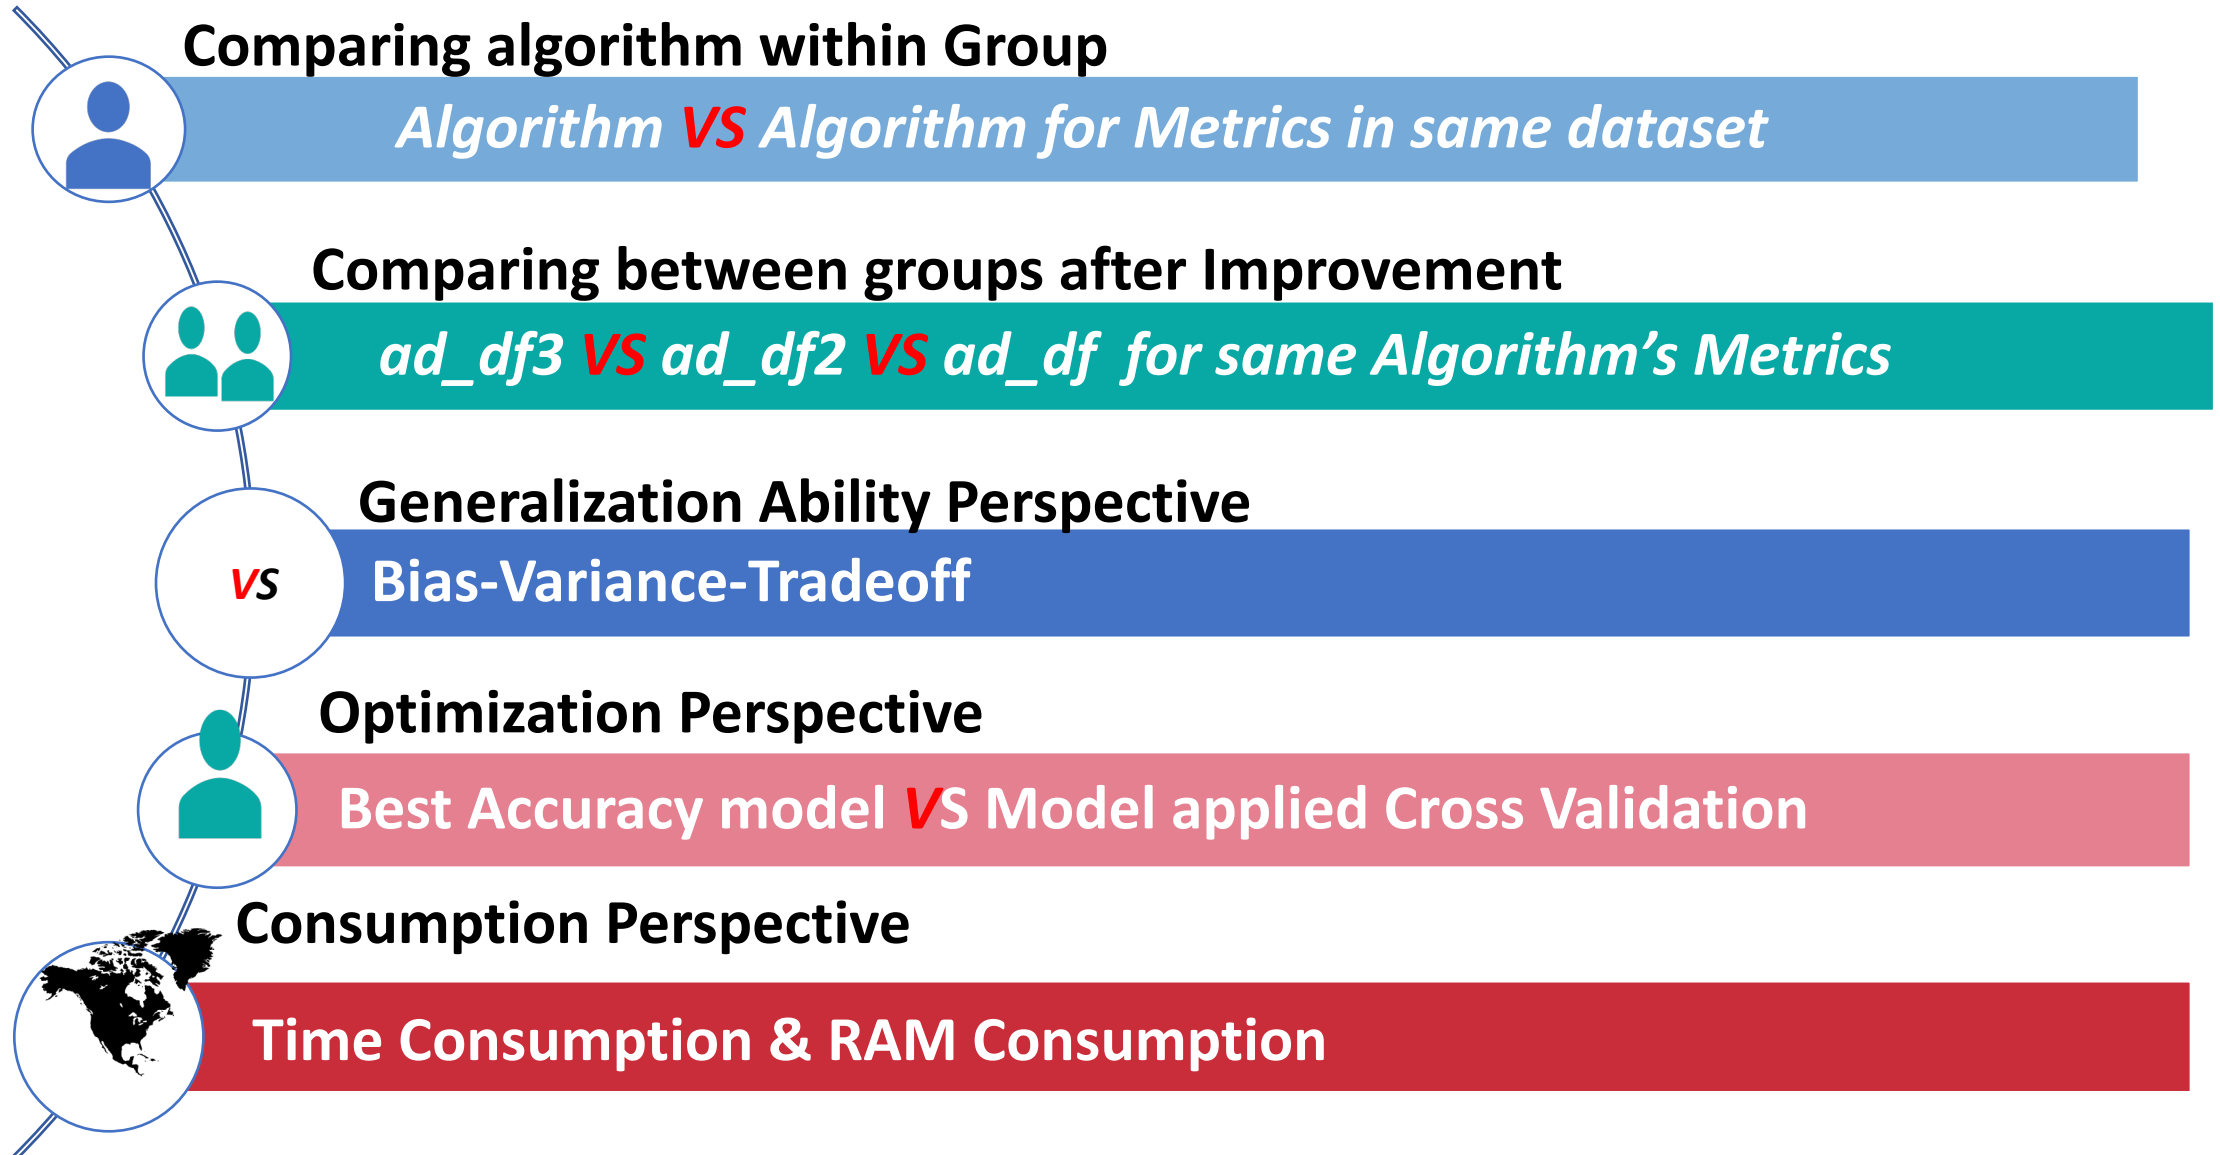 Comparing algorithm within Group
Algorithm VS Algorithm for Metrics in same dataset
Comparing between groups after Improvement
ad_df3 VS ad_df2 VS ad_df for same Algorithm’s Metrics
Generalization Ability Perspective
VS
Bias-Variance-Tradeoff
Optimization Perspective
Best Accuracy model VS Model applied Cross Validation
Consumption Perspective
Time Consumption & RAM Consumption